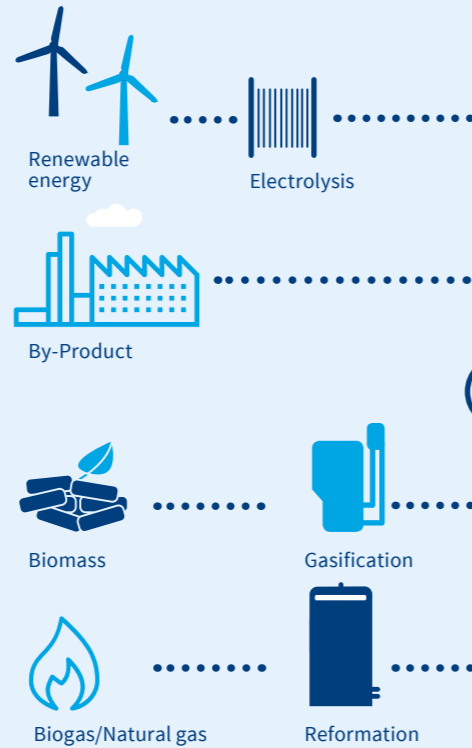 Renewable
energy
Electrolysis
By-Product
Biomass
Gasification
Biogas/Natural gas
Reformation